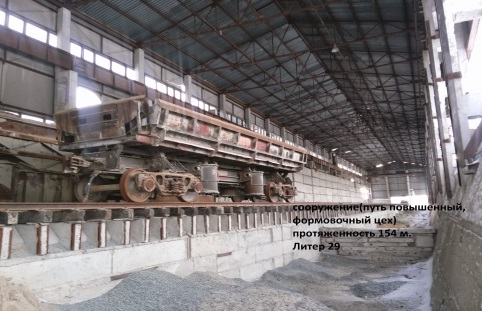 сооружение(путь повышенный,
формовочный цех)
протяженность 154 м.
Литер 29